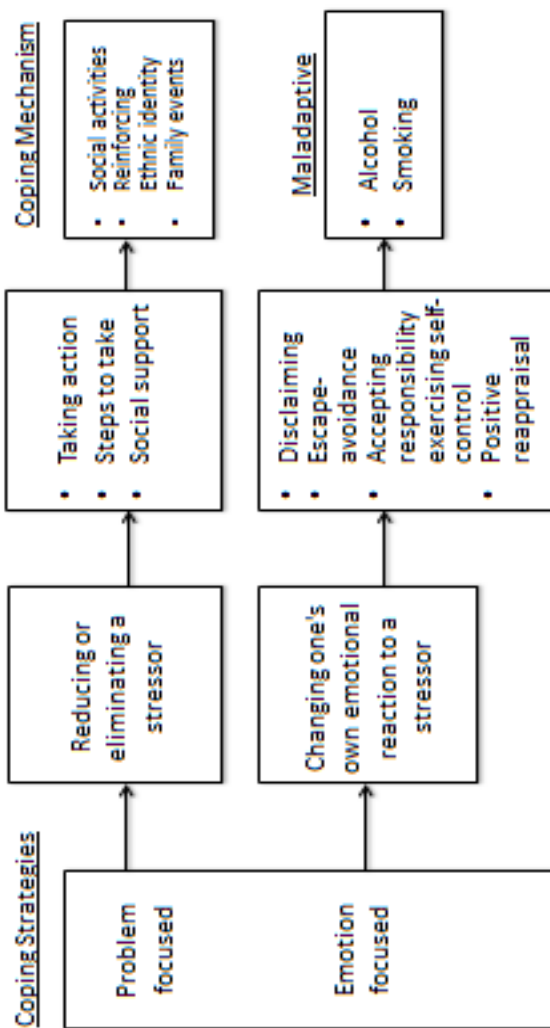 Coping Strategies
Problem
focused
Emotion
focused
Reducing or
eliminating a
stressor
Changing one's
own emotional
reaction to a
stressor
• Taking action
• Steps to take
• Social support
• Disclaiming
• Escape-
avoidance
• Accepting
responsibility
exercising self-
control
• Positive
reappraisal
Coping Mechanism
• Social activities
• Reinforcing
Ethnic identity
• Family events
Maladaptive
• Alcohol
• Smoking